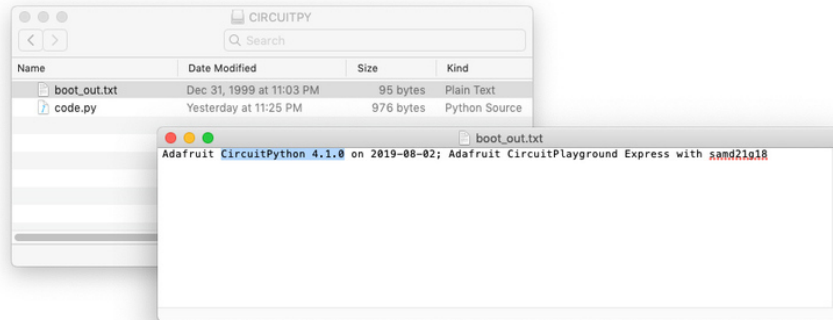 CIRCUITPY
Search
Name Date Modified Size Kind
boot_out.txt Dec 31, 1999 at 11:03 PM 95 bytes Plain Text
code.py Yesterday at 11:25 PM 976 bytes Python Source
boot_out.txt
Adafruit CircuitPython 4.1.0 on 2019-08-02; Adafruit CircuitPlayground Express with samd21g18